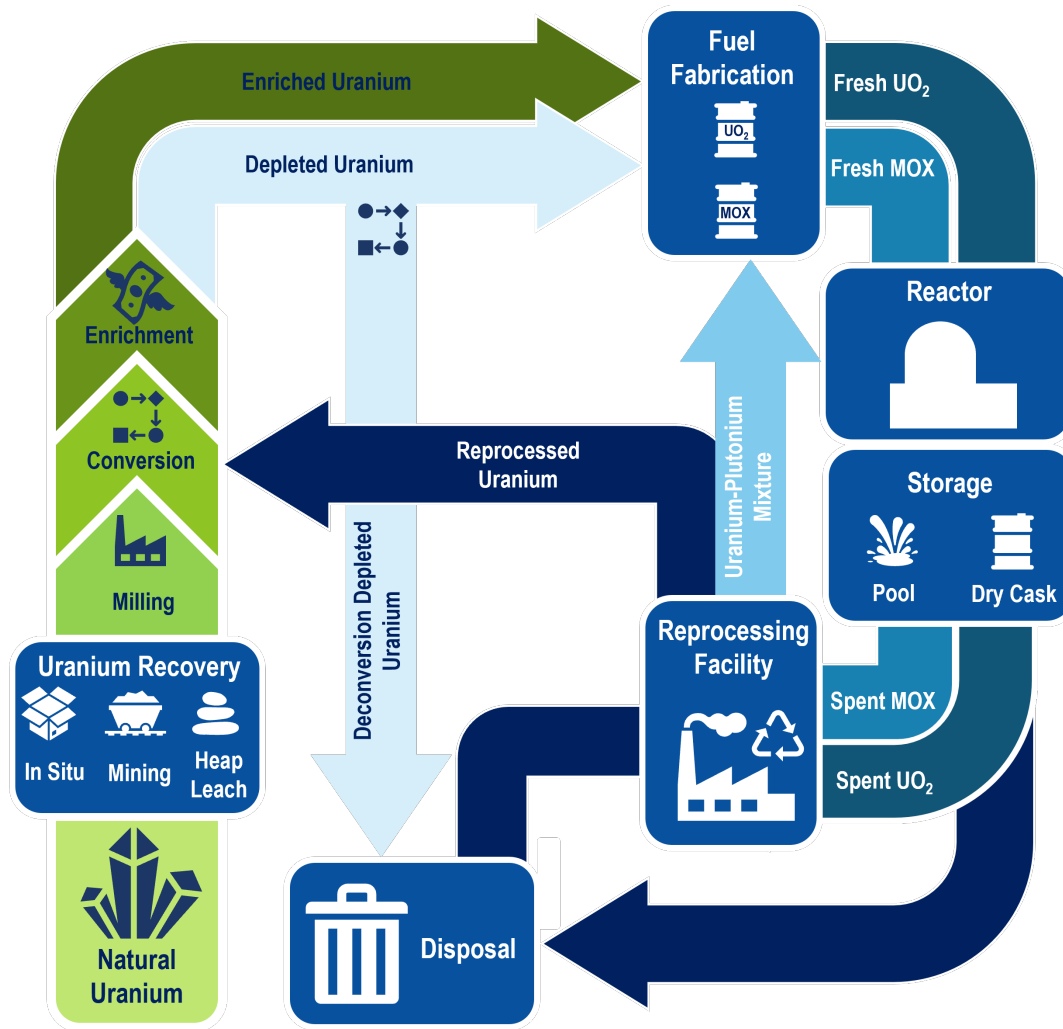 Enriched Uranium
Depleted Uranium
Fuel
Fabrication
UO₂
MOX
Fresh UO₂
Fresh MOX
Reactor
Storage
Pool
Dry Cask
Enrichment
Conversion
Milling
Uranium Recovery
In Situ
Mining
Heap
Leach
Natural
Uranium
Reprocessed
Uranium
Deconversion Depleted
Uranium
Uranium-Plutonium
Mixture
Reprocessing
Facility
Spent MOX
Spent UO₂
Disposal